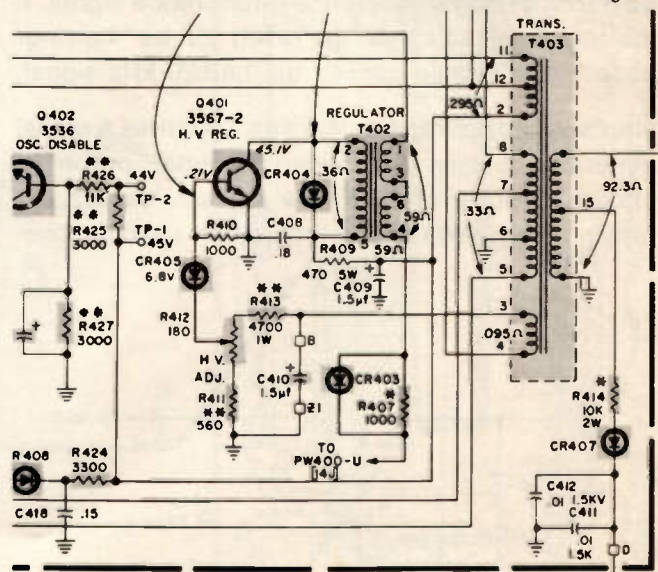 TRANS.
T403
11
12
2
.295Ω
Q402
3536
OSC. DISABLE
Q401
3567-2
H.V. REG.
REGULATOR
T402
45.1V
.21V
2
1
36Ω
3
6
59Ω
5
4
59Ω
CR404
8
7
.33Ω
6
5
15
92.3Ω
**
R426
11K
44V
TP-2
**
R425
3000
TP-1
45V
R410
1000
C408
.18
R409
470
5W
C409
1.5µf
CR405
6.8V
**
R427
3000
R412
180
H.V.
ADJ.
**
R413
4700
1W
B
C410
1.5µf
21
R411
**
560
3
.095Ω
4
CR403
*
R407
1000
*
R414
10K
2W
CR407
TO
PW400-U
14J
R408
R424
3300
C418
.15
C412
.01
1.5KV
C411
.01
1.5K
D